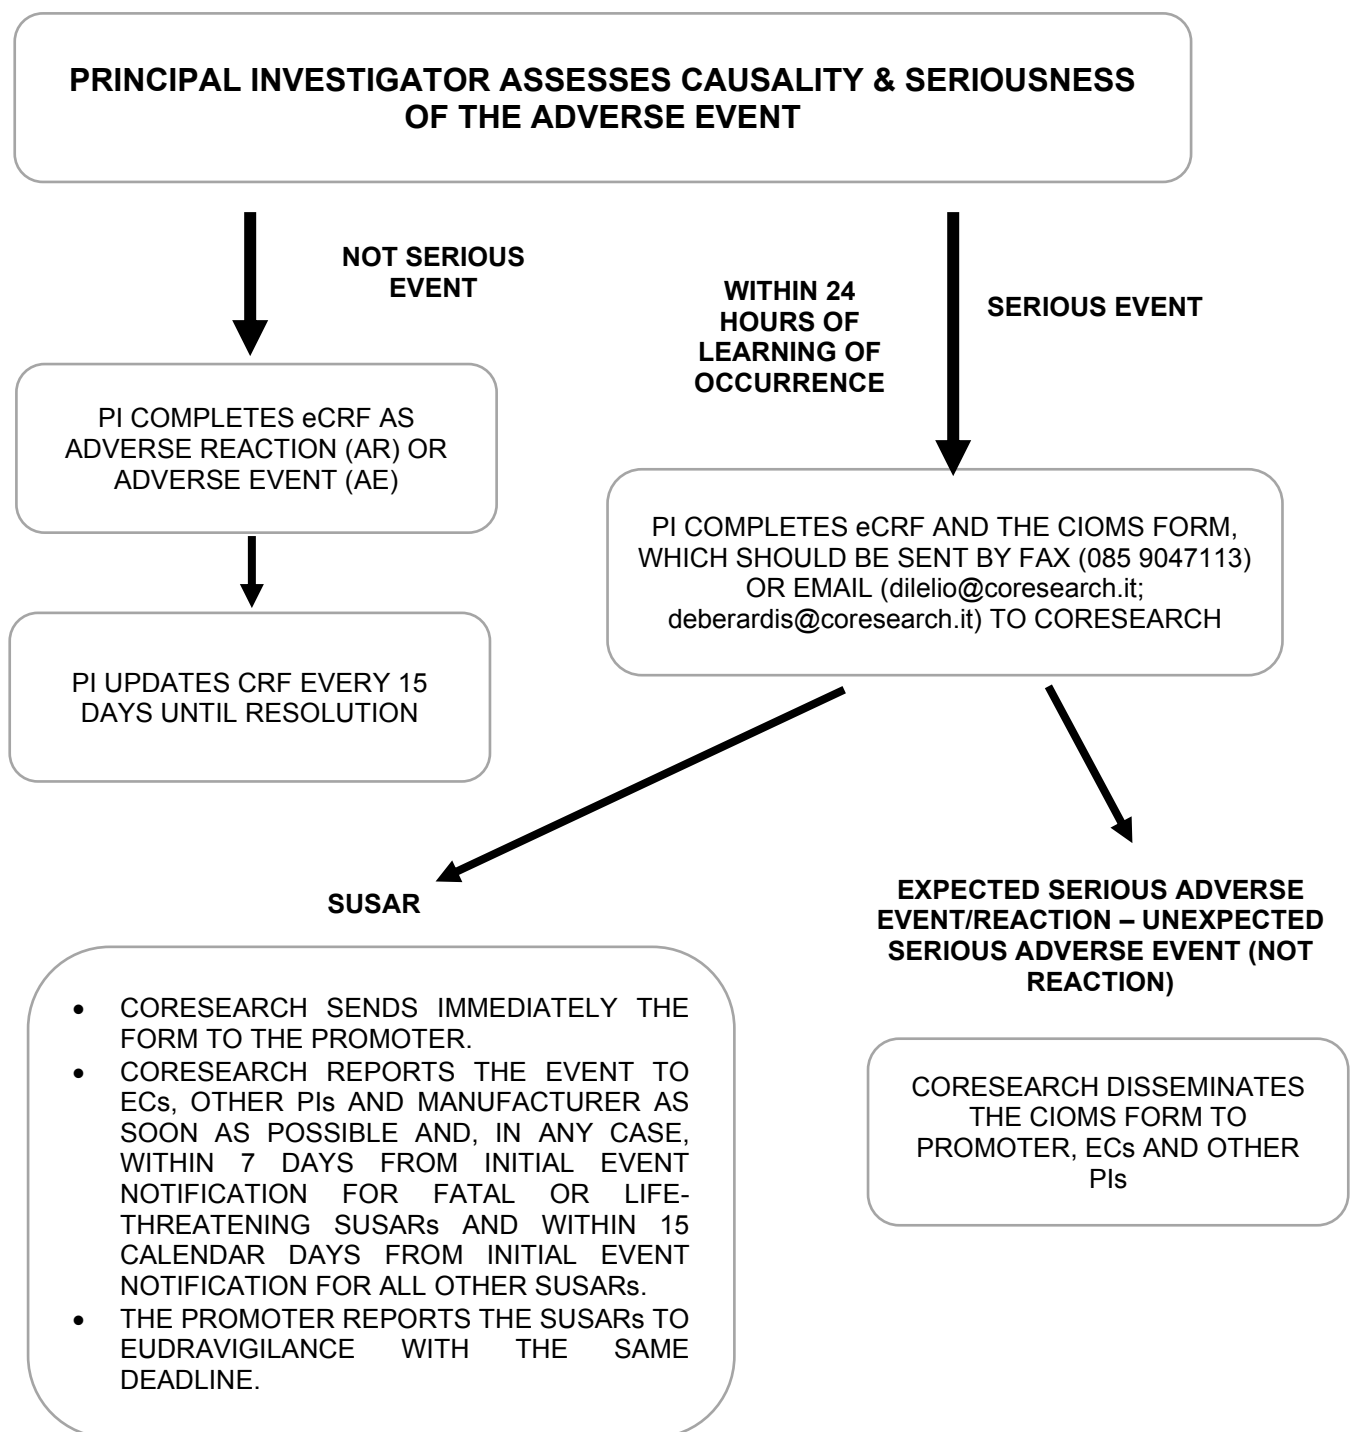 PRINCIPAL INVESTIGATOR ASSESSES CAUSALITY & SERIOUSNESS
OF THE ADVERSE EVENT
NOT SERIOUS
EVENT
WITHIN 24
HOURS OF
LEARNING OF
OCCURRENCE
SERIOUS EVENT
PI COMPLETES eCRF AS
ADVERSE REACTION (AR) OR
ADVERSE EVENT (AE)
PI COMPLETES eCRF AND THE CIOMS FORM,
WHICH SHOULD BE SENT BY FAX (085 9047113)
OR EMAIL (dilelio@coresearch.it;
deberardis@coresearch.it) TO CORESEARCH
PI UPDATES CRF EVERY 15
DAYS UNTIL RESOLUTION
SUSAR
• CORESEARCH SENDS IMMEDIATELY THE
FORM TO THE PROMOTER.
• CORESEARCH REPORTS THE EVENT TO
ECs, OTHER PIs AND MANUFACTURER AS
SOON AS POSSIBLE AND, IN ANY CASE,
WITHIN 7 DAYS FROM INITIAL EVENT
NOTIFICATION FOR FATAL OR LIFE-
THREATENING SUSARs AND WITHIN 15
CALENDAR DAYS FROM INITIAL EVENT
NOTIFICATION FOR ALL OTHER SUSARs.
• THE PROMOTER REPORTS THE SUSARs TO
EUDRAVIGILANCE WITH THE SAME
DEADLINE.
EXPECTED SERIOUS ADVERSE
EVENT/REACTION – UNEXPECTED
SERIOUS ADVERSE EVENT (NOT
REACTION)
CORESEARCH DISSEMINATES
THE CIOMS FORM TO
PROMOTER, ECs AND OTHER
PIs